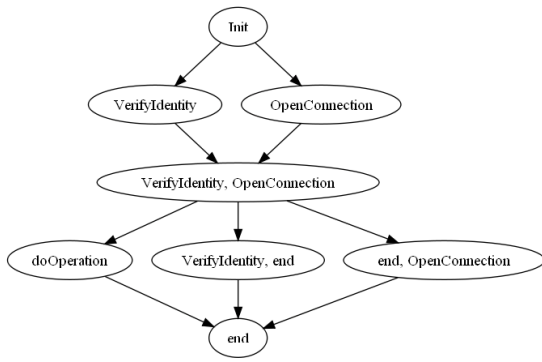 Init
VerifyIdentity
OpenConnection
VerifyIdentity, OpenConnection
doOperation
VerifyIdentity, end
end, OpenConnection
end